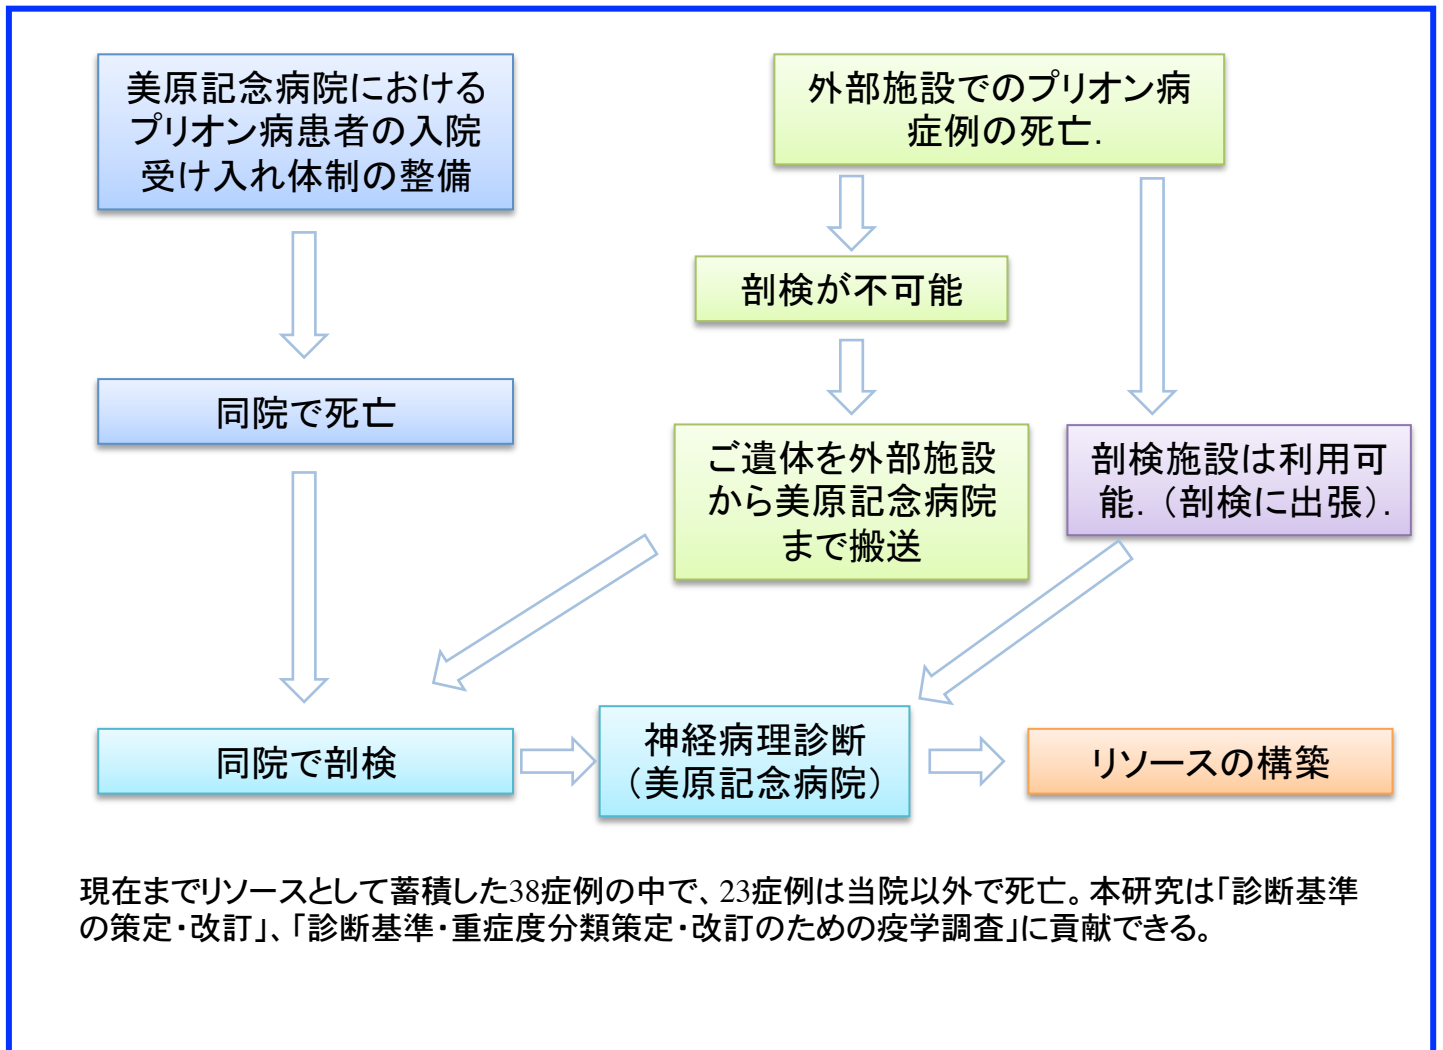 美原記念病院における
プリオン病患者の入院
受け入れ体制の整備
外部施設でのプリオン病
症例の死亡.
剖検が不可能
同院で死亡
ご遺体を外部施設
から美原記念病院
まで搬送
剖検施設は利用可
能.（剖検に出張）.
同院で剖検
神経病理診断
（美原記念病院）
リソースの構築
現在までリソースとして蓄積した38症例の中で、23症例は当院以外で死亡。本研究は「診断基準
の策定・改訂」、「診断基準・重症度分類策定・改訂のための疫学調査」に貢献できる。